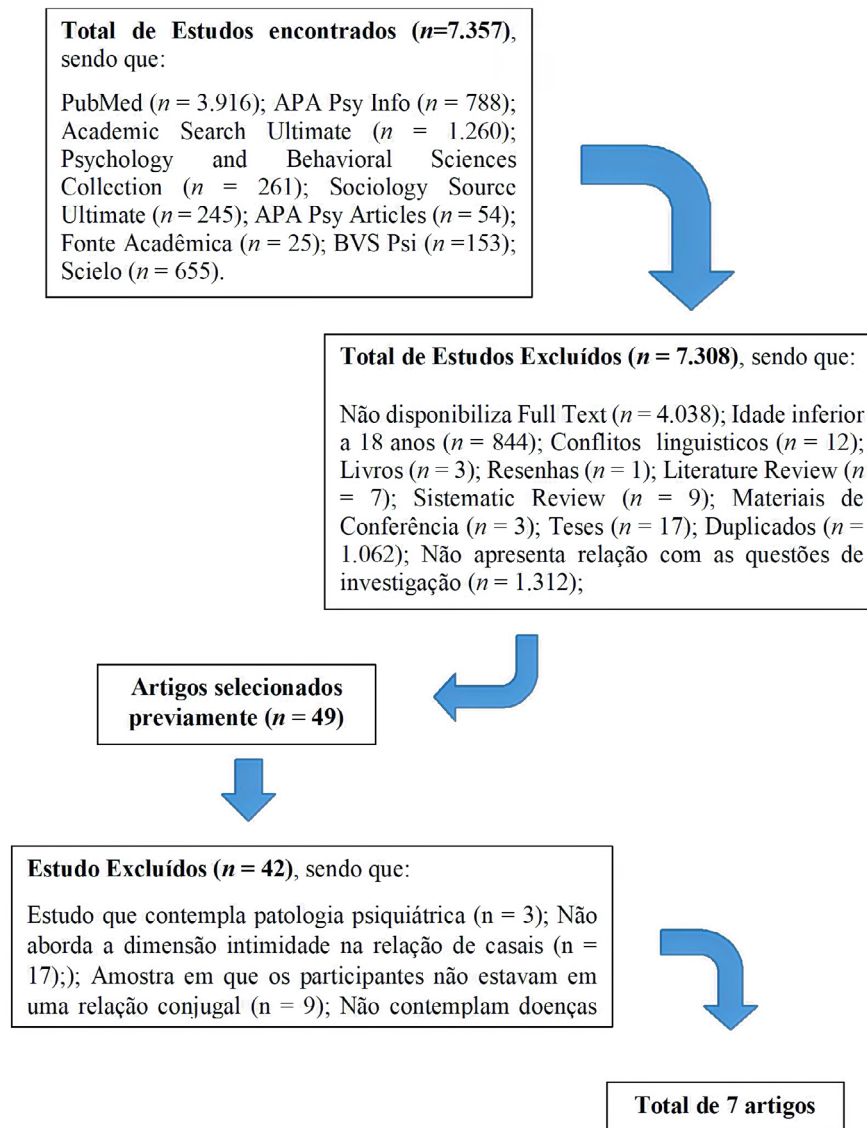 Total de Estudos encontrados (n=7.357),
sendo que:
PubMed (n = 3.916); APA Psy Info (n = 788);
Academic Search Ultimate (n = 1.260);
Psychology and Behavioral Sciences
Collection (n = 261); Sociology Source
Ultimate (n = 245); APA Psy Articles (n = 54);
Fonte Acadêmica (n = 25); BVS Psi (n =153);
Scielo (n = 655).
Total de Estudos Excluídos (n = 7.308), sendo que:
Não disponibiliza Full Text (n = 4.038); Idade inferior
a 18 anos (n = 844); Conflitos linguisticos (n = 12);
Livros (n = 3); Resenhas (n = 1); Literature Review (n
= 7); Sistematic Review (n = 9); Materiais de
Conferência (n = 3); Teses (n = 17); Duplicados (n =
1.062); Não apresenta relação com as questões de
investigação (n = 1.312);
Artigos selecionados
previamente (n = 49)
Estudo Excluídos (n = 42), sendo que:
Estudo que contempla patologia psiquiátrica (n = 3); Não
aborda a dimensão intimidade na relação de casais (n =
17);); Amostra em que os participantes não estavam em
uma relação conjugal (n = 9); Não contemplam doenças
Total de 7 artigos